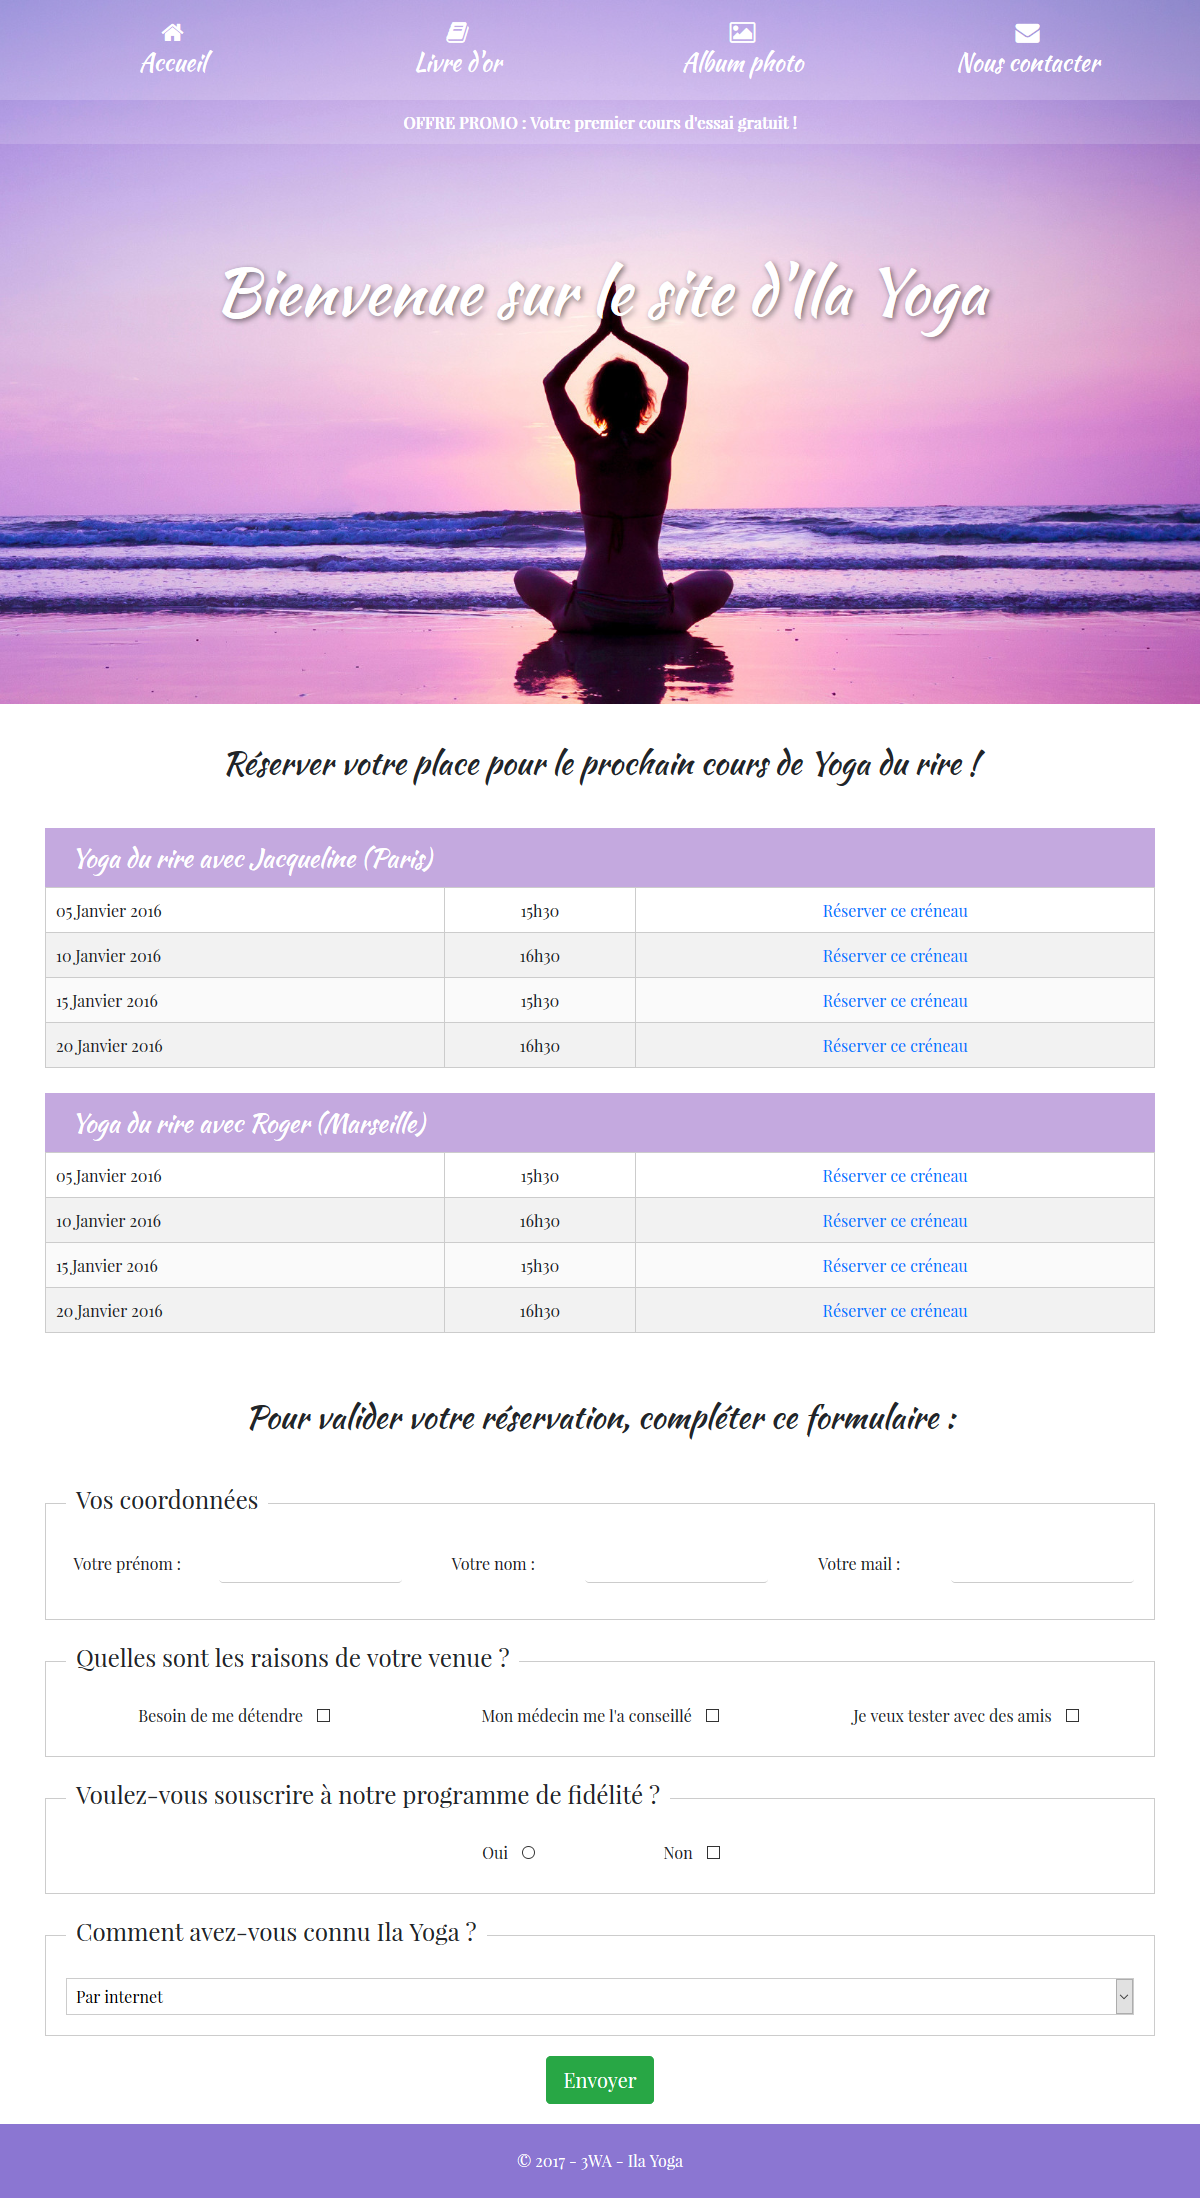 Accueil
Livre d'or
Album photo
Nous contacter
OFFRE PROMO : Votre premier cours d'essai gratuit !
Bienvenue sur le site d'Ila Yoga
Réserver votre place pour le prochain cours de Yoga du rire !
Yoga du rire avec Jacqueline (Paris)
05 Janvier 2016 15h30 Réserver ce créneau
10 Janvier 2016 16h30 Réserver ce créneau
15 Janvier 2016 15h30 Réserver ce créneau
20 Janvier 2016 16h30 Réserver ce créneau
Yoga du rire avec Roger (Marseille)
05 Janvier 2016 15h30 Réserver ce créneau
10 Janvier 2016 16h30 Réserver ce créneau
15 Janvier 2016 15h30 Réserver ce créneau
20 Janvier 2016 16h30 Réserver ce créneau
Pour valider votre réservation, compléter ce formulaire :
Vos coordonnées
Votre prénom : Votre nom : Votre mail :
Quelles sont les raisons de votre venue ?
Besoin de me détendre Mon médecin me l'a conseillé Je veux tester avec des amis
Voulez-vous souscrire à notre programme de fidélité ?
Oui Non
Comment avez-vous connu Ila Yoga ?
Par internet
Envoyer
© 2017 - 3WA - Ila Yoga